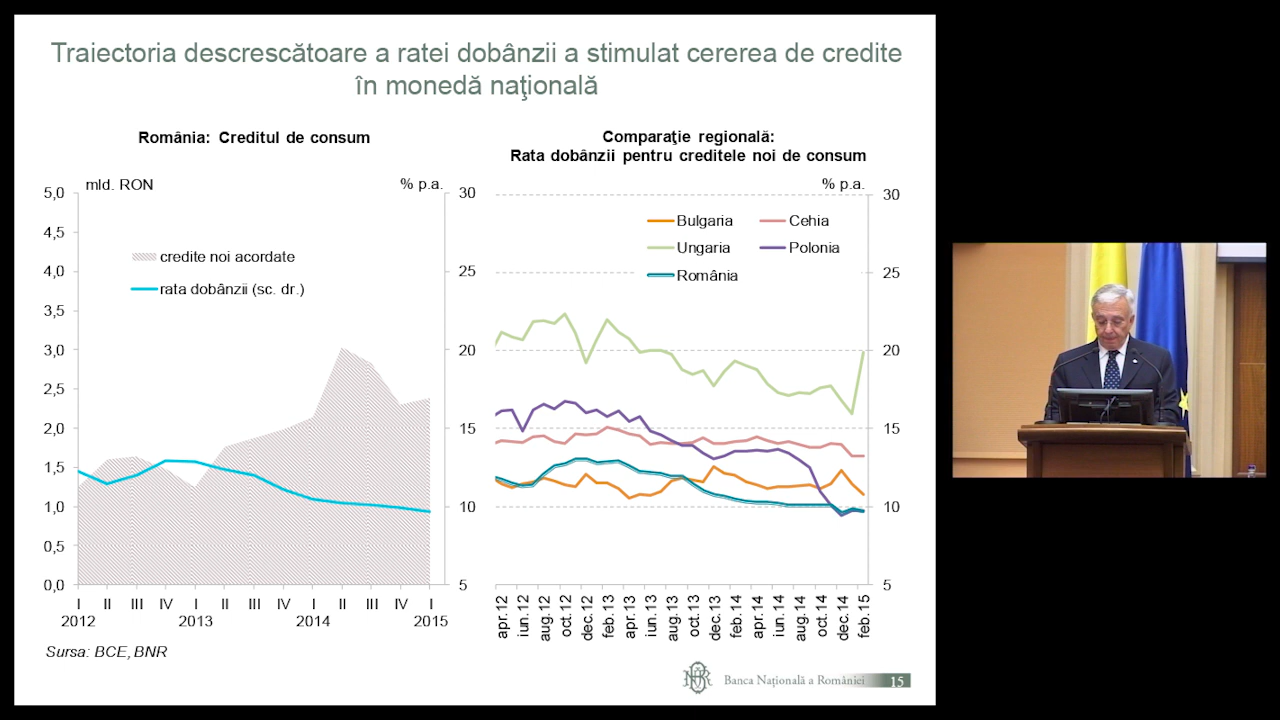 Traiectoria descrescătoare a ratei dobânzii a stimulat cererea de credite
în monedă naţională
România: Creditul de consum
mld. RON
% p.a.
5,0
4,5
4,0
3,5
3,0
2,5
2,0
1,5
1,0
0,5
0,0
30
25
20
15
10
5
credite noi acordate
rata dobânzii (sc. dr.)
I II III IV I II III IV I II III IV I
2012 2013 2014 2015
Comparaţie regională:
Rata dobânzii pentru creditele noi de consum
% p.a.
30
25
20
15
10
5
Bulgaria
Cehia
Ungaria
Polonia
România
apr. 12
iun. 12
aug. 12
oct. 12
dec. 12
feb. 13
apr. 13
iun. 13
aug. 13
oct. 13
dec. 13
feb. 14
apr. 14
iun. 14
aug. 14
oct. 14
dec. 14
feb. 15
Sursa: BCE, BNR
Banca Naţională a României
15